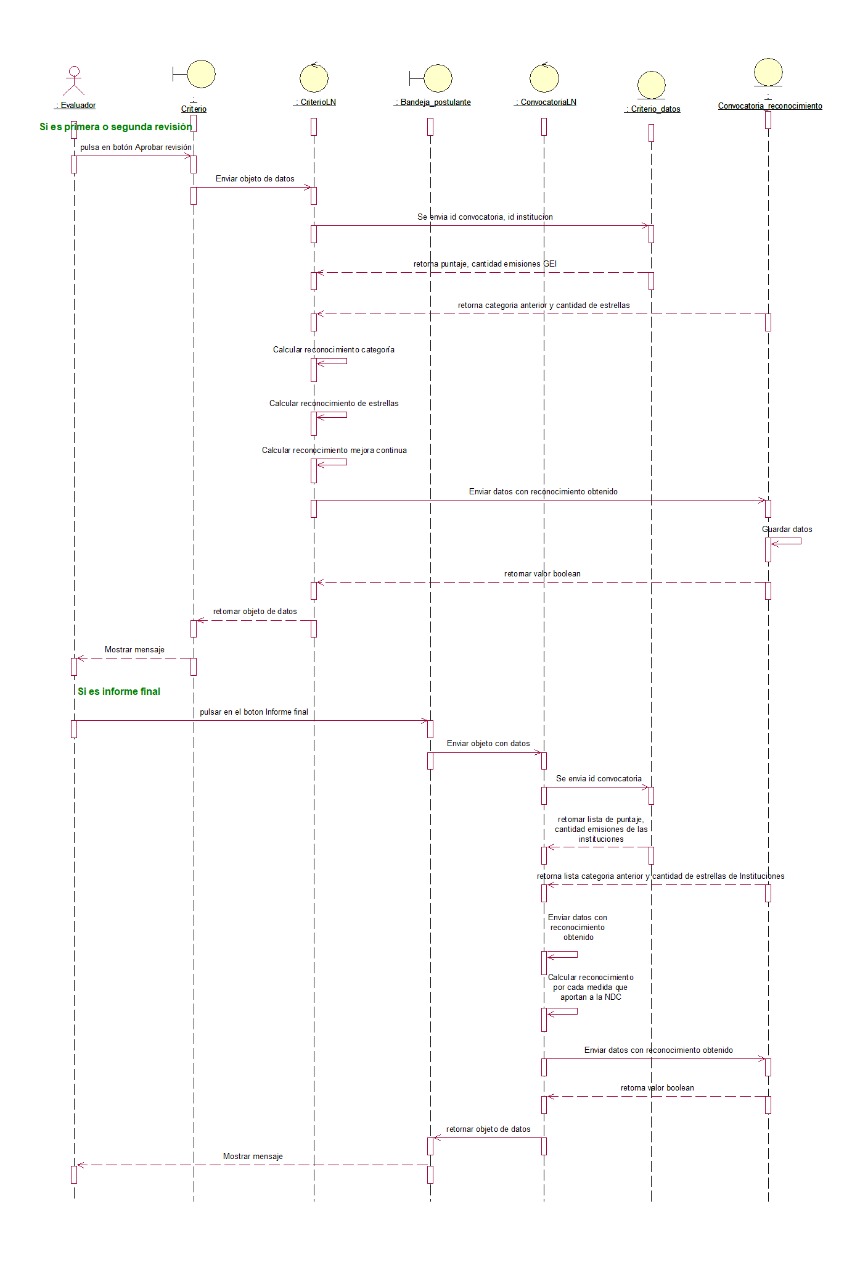 : Evaluador
:
Criterio
: CriterioLN
: Bandeja_postulante
: ConvocatoriaLN
: Criterio_datos
:
Convocatoria_reconocimiento
Si es primera o segunda revisión
pulsa en botón Aprobar revisión
Enviar objeto de datos
Se envia id convocatoria, id institucion
retorna puntaje, cantidad emisiones GEI
retorna categoria anterior y cantidad de estrellas
Calcular reconocimiento categoría
Calcular reconocimiento de estrellas
Calcular reconocimiento mejora continua
Enviar datos con reconocimiento obtenido
Guardar datos
retornar valor boolean
retornar objeto de datos
Mostrar mensaje
Si es informe final
pulsar en el boton Informe final
Enviar objeto con datos
Se envia id convocatoria
retornar lista de puntaje,
cantidad emisiones de las
instituciones
retorna lista categoria anterior y cantidad de estrellas de Instituciones
Enviar datos con
reconocimiento
obtenido
Calcular reconocimiento
por cada medida que
aportan a la NDC
Enviar datos con reconocimiento obtenido
retorna valor boolean
retornar objeto de datos
Mostrar mensaje